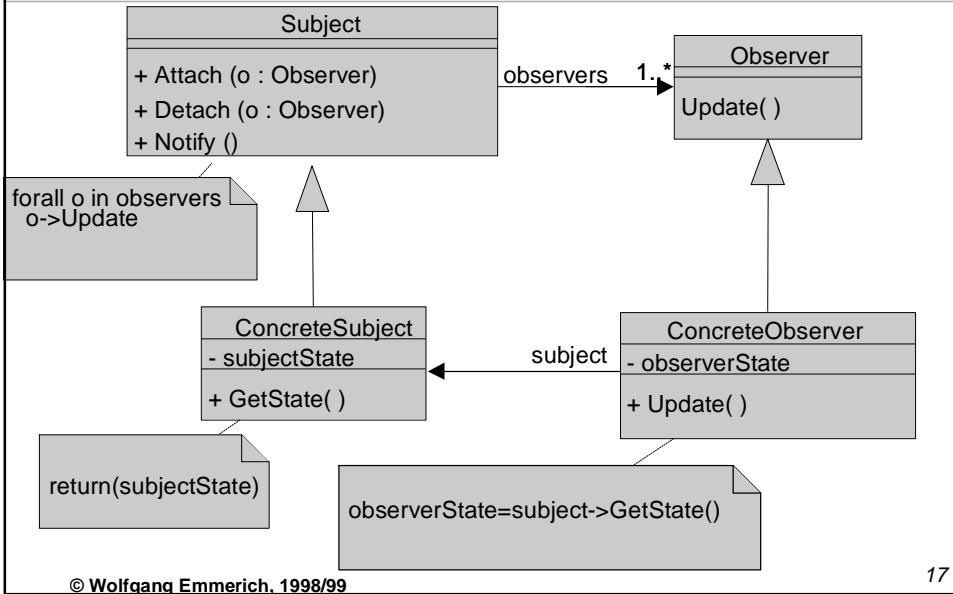 Subject
+ Attach (o : Observer)
+ Detach (o : Observer)
+ Notify ()
observers
1..*
Observer
Update( )
forall o in observers
o->Update
ConcreteSubject
- subjectState
+ GetState( )
subject
ConcreteObserver
- observerState
+ Update( )
return(subjectState)
observerState=subject->GetState()
© Wolfgang Emmerich, 1998/99
17